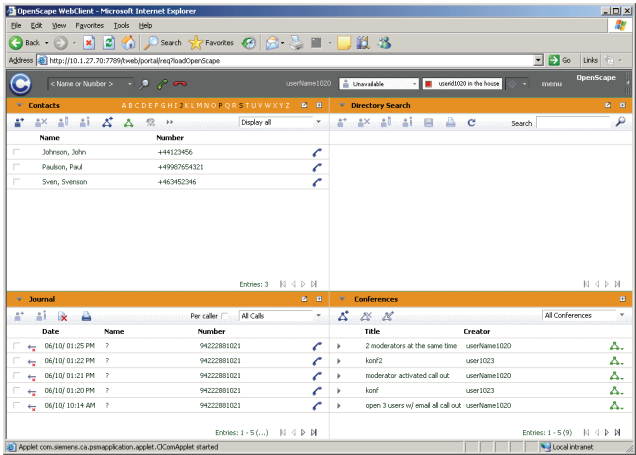 OpenScape WebClient - Microsoft Internet Explorer
File Edit View Favorites Tools Help
Back Search Favorites
Address http://10.1.27.70:7789/tweb/portal/req?loadOpenScape Go Links
OpenScape
< Name or Number > userName1020 Unavailable userid1020 in the house menu
Contacts A B C D E F G H I J K L M N O P Q R S T U V W X Y Z
Directory Search
Display all
Search
Name Number
Johnson, John +44123456
Paulson, Paul +49987654321
Sven, Svenson +463452346
Entries: 3
Journal
Conferences
Per caller All Calls
All Conferences
Date Name Number
06/10/ 01:25 PM ? 94222881021
06/10/ 01:22 PM ? 94222881021
06/10/ 01:21 PM ? 94222881021
06/10/ 01:20 PM ? 94222881021
06/10/ 10:14 AM ? 94222881021
Entries: 1 - 5 (...)
Title Creator
2 moderators at the same time userName1020
konf2 user1023
moderator activated call out userName1020
konf user1023
open 3 users w/ email all call out userName1020
Entries: 1 - 5 (9)
Applet com.siemens.ca.psmapplication.applet.CIComApplet started Local intranet